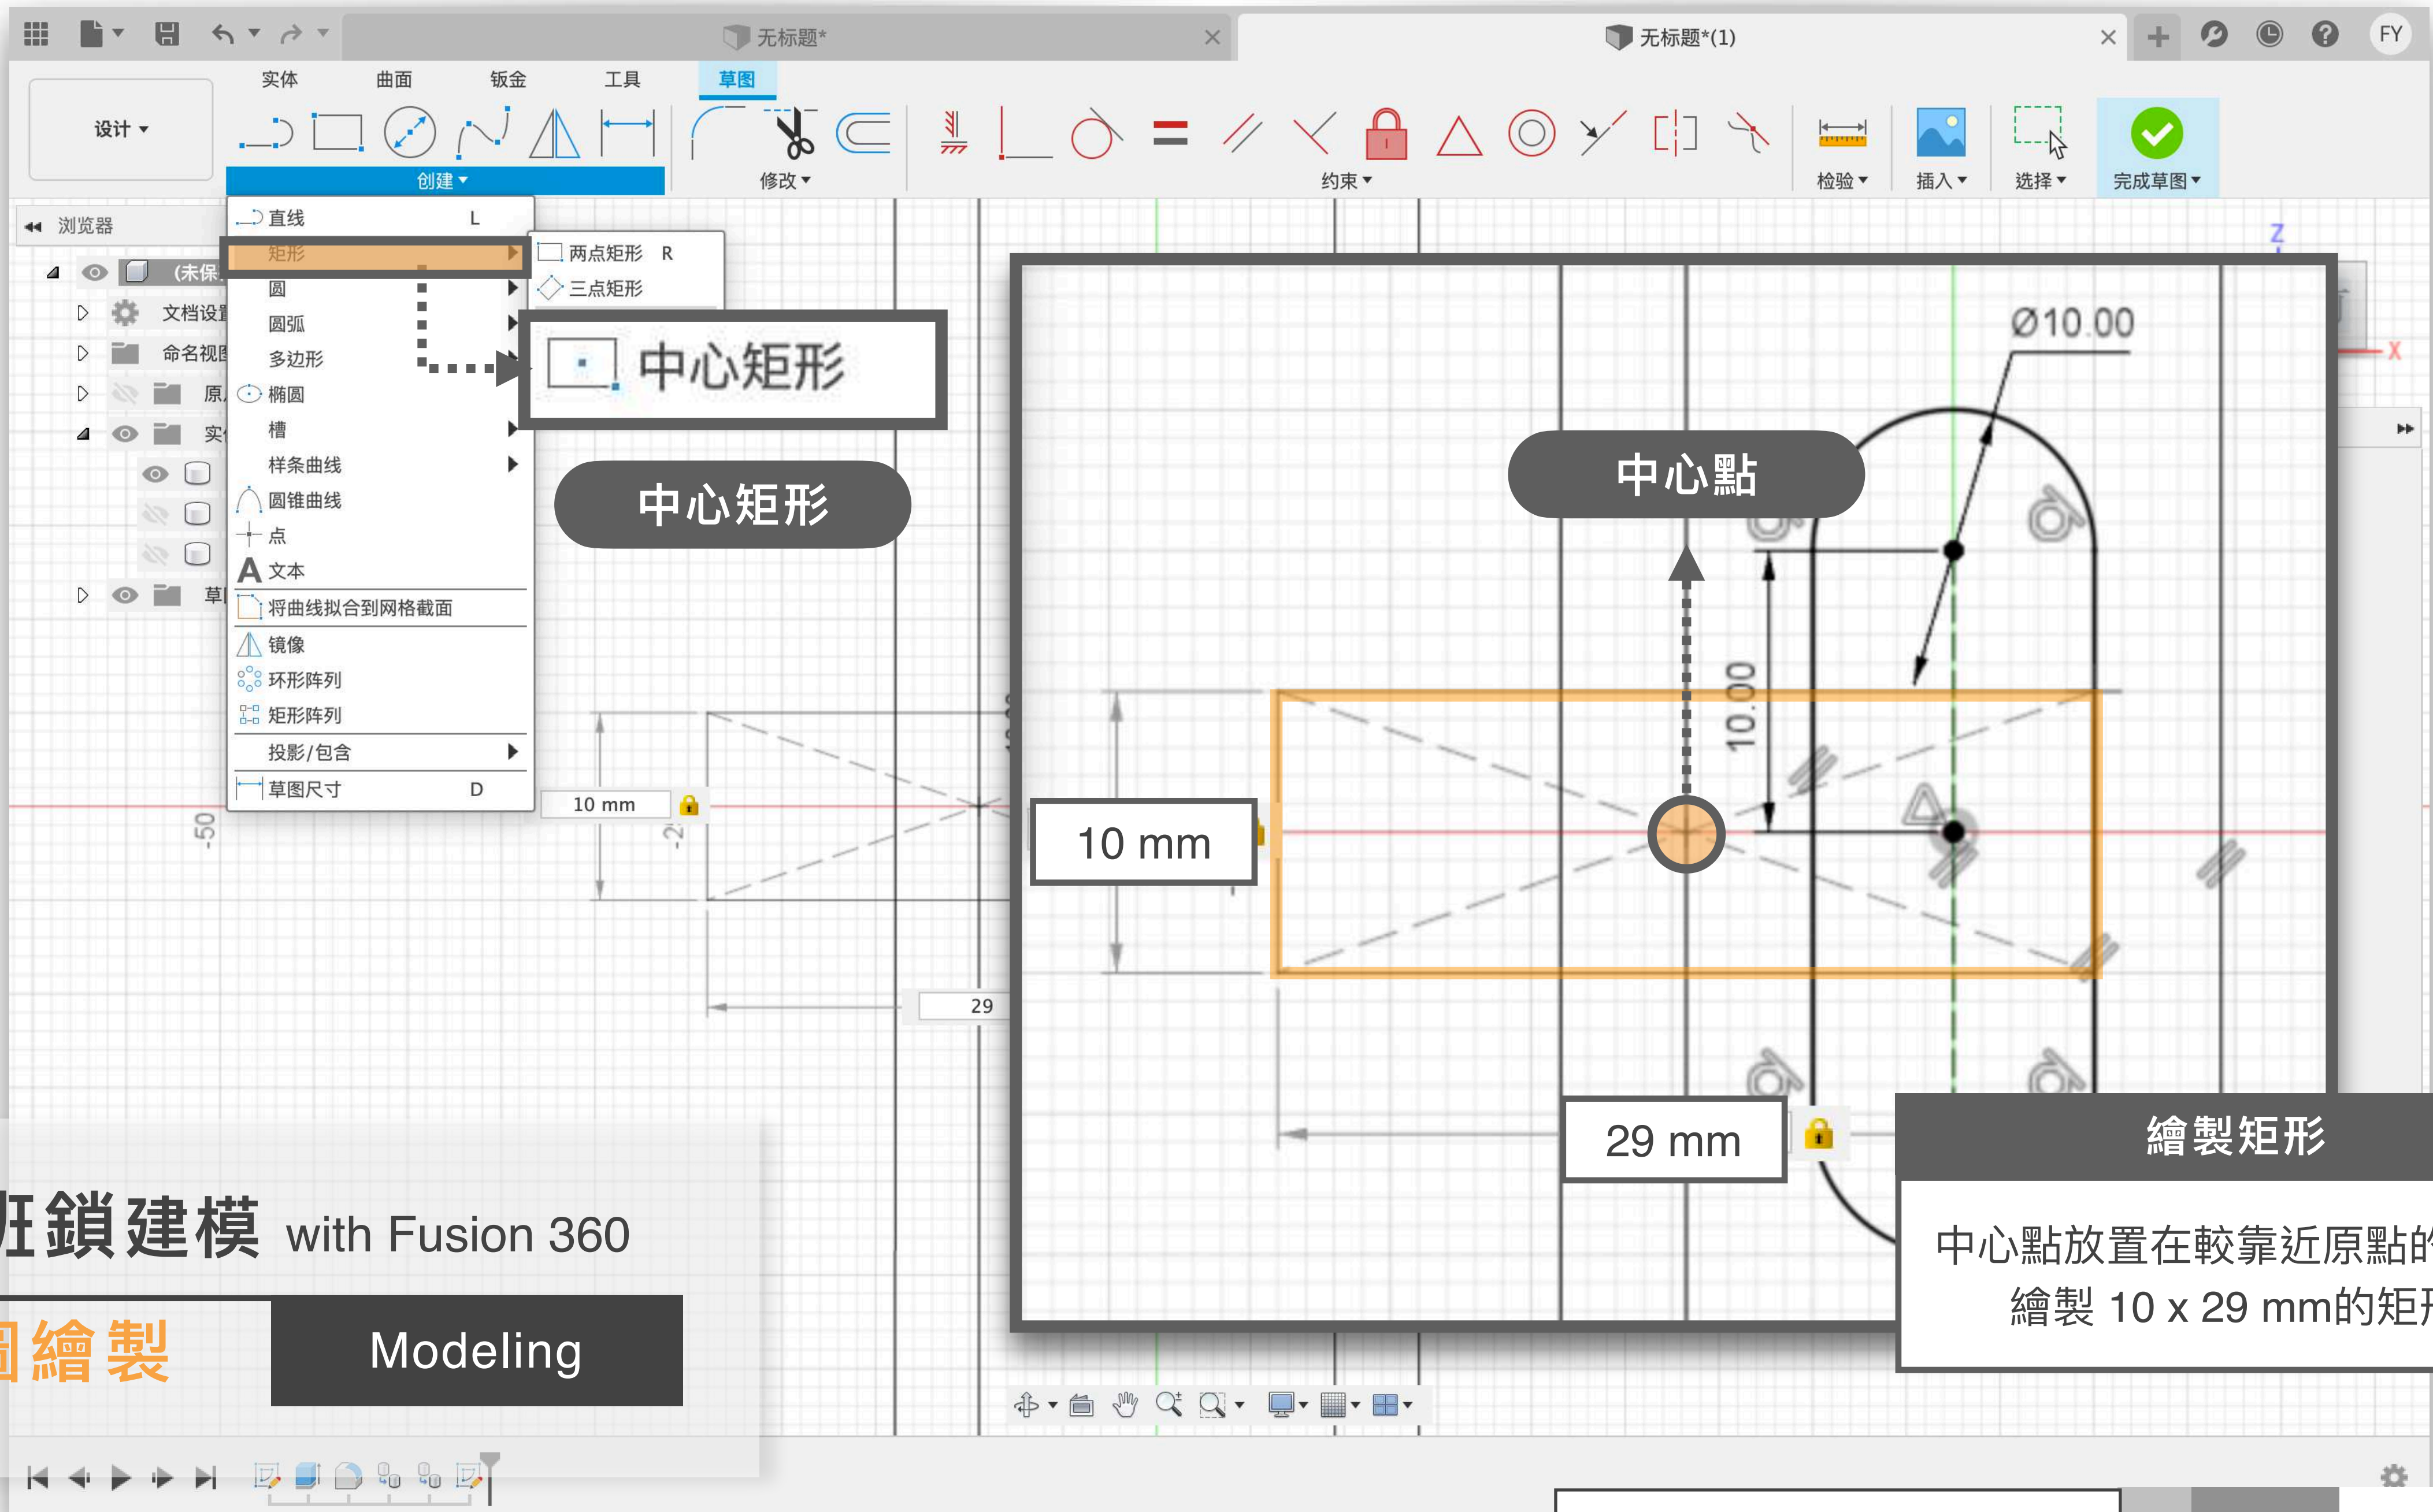 无标题*
无标题*(1)
FY
实体
曲面
钣金
工具
草图
设计
创建
修改
约束
检验
插入
选择
完成草图
浏览器
(未保
文档设
命名视图
草
直线 L
矩形
圆
圆弧
多边形
椭圆
槽
样条曲线
圆锥曲线
点
A 文本
将曲线拟合到网格截面
镜像
环形阵列
矩形阵列
投影/包含
草图尺寸 D
两点矩形 R
三点矩形
中心矩形
中心矩形
Z
X
Ø10.00
中心點
10.00
10 mm
10 mm
-50
29
29 mm
繪製矩形
中心點放置在較靠近原點的
繪製 10 x 29 mm的矩
鎖建模 with Fusion 360
繪製
Modeling